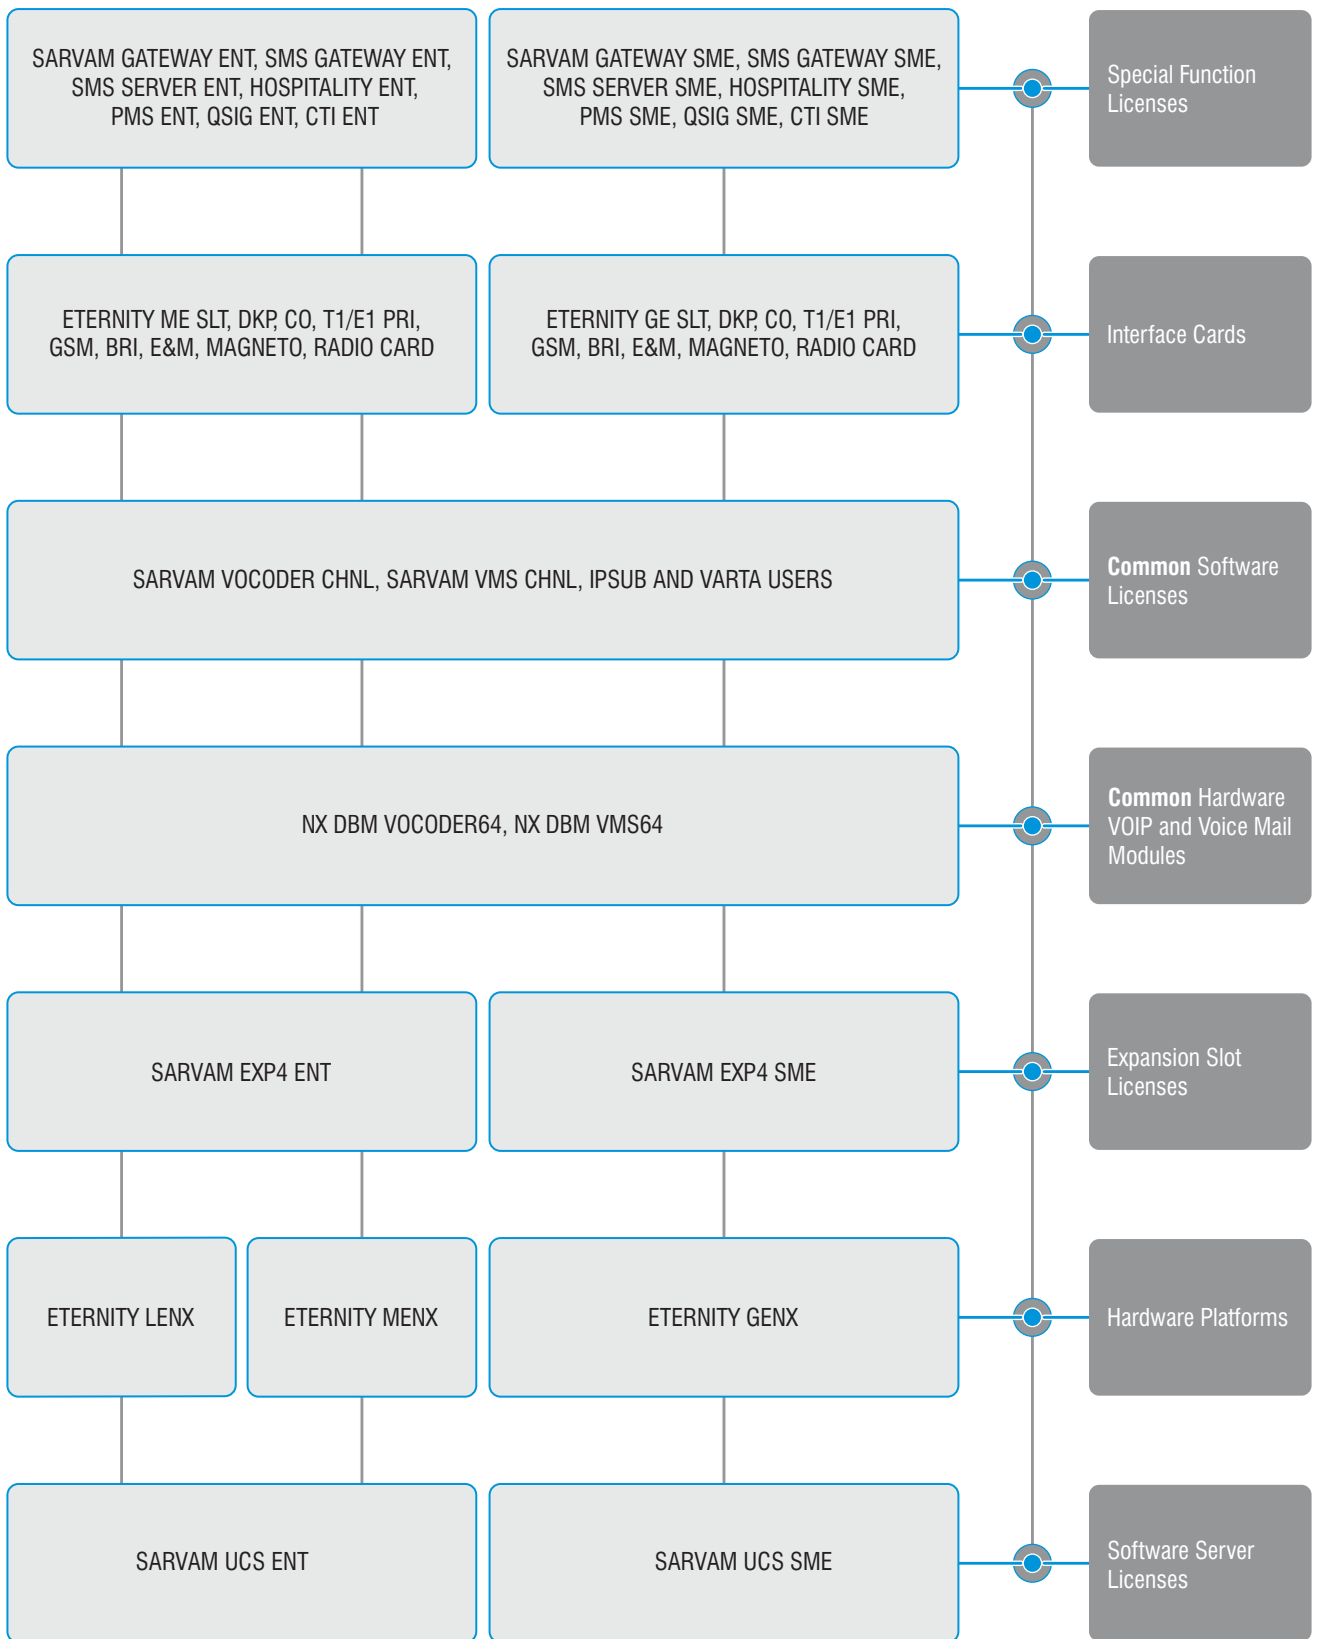 SARVAM GATEWAY ENT, SMS GATEWAY ENT,
SMS SERVER ENT, HOSPITALITY ENT,
PMS ENT, QSIG ENT, CTI ENT
SARVAM GATEWAY SME, SMS GATEWAY SME,
SMS SERVER SME, HOSPITALITY SME,
PMS SME, QSIG SME, CTI SME
Special Function
Licenses
ETERNITY ME SLT, DKP, CO, T1/E1 PRI,
GSM, BRI, E&M, MAGNETO, RADIO CARD
ETERNITY GE SLT, DKP, CO, T1/E1 PRI,
GSM, BRI, E&M, MAGNETO, RADIO CARD
Interface Cards
SARVAM VOCODER CHNL, SARVAM VMS CHNL, IPSUB AND VARTA USERS
Common Software
Licenses
NX DBM VOCODER64, NX DBM VMS64
Common Hardware
VOIP and Voice Mail
Modules
SARVAM EXP4 ENT
SARVAM EXP4 SME
Expansion Slot
Licenses
ETERNITY LENX
ETERNITY MENX
ETERNITY GENX
Hardware Platforms
SARVAM UCS ENT
SARVAM UCS SME
Software Server
Licenses